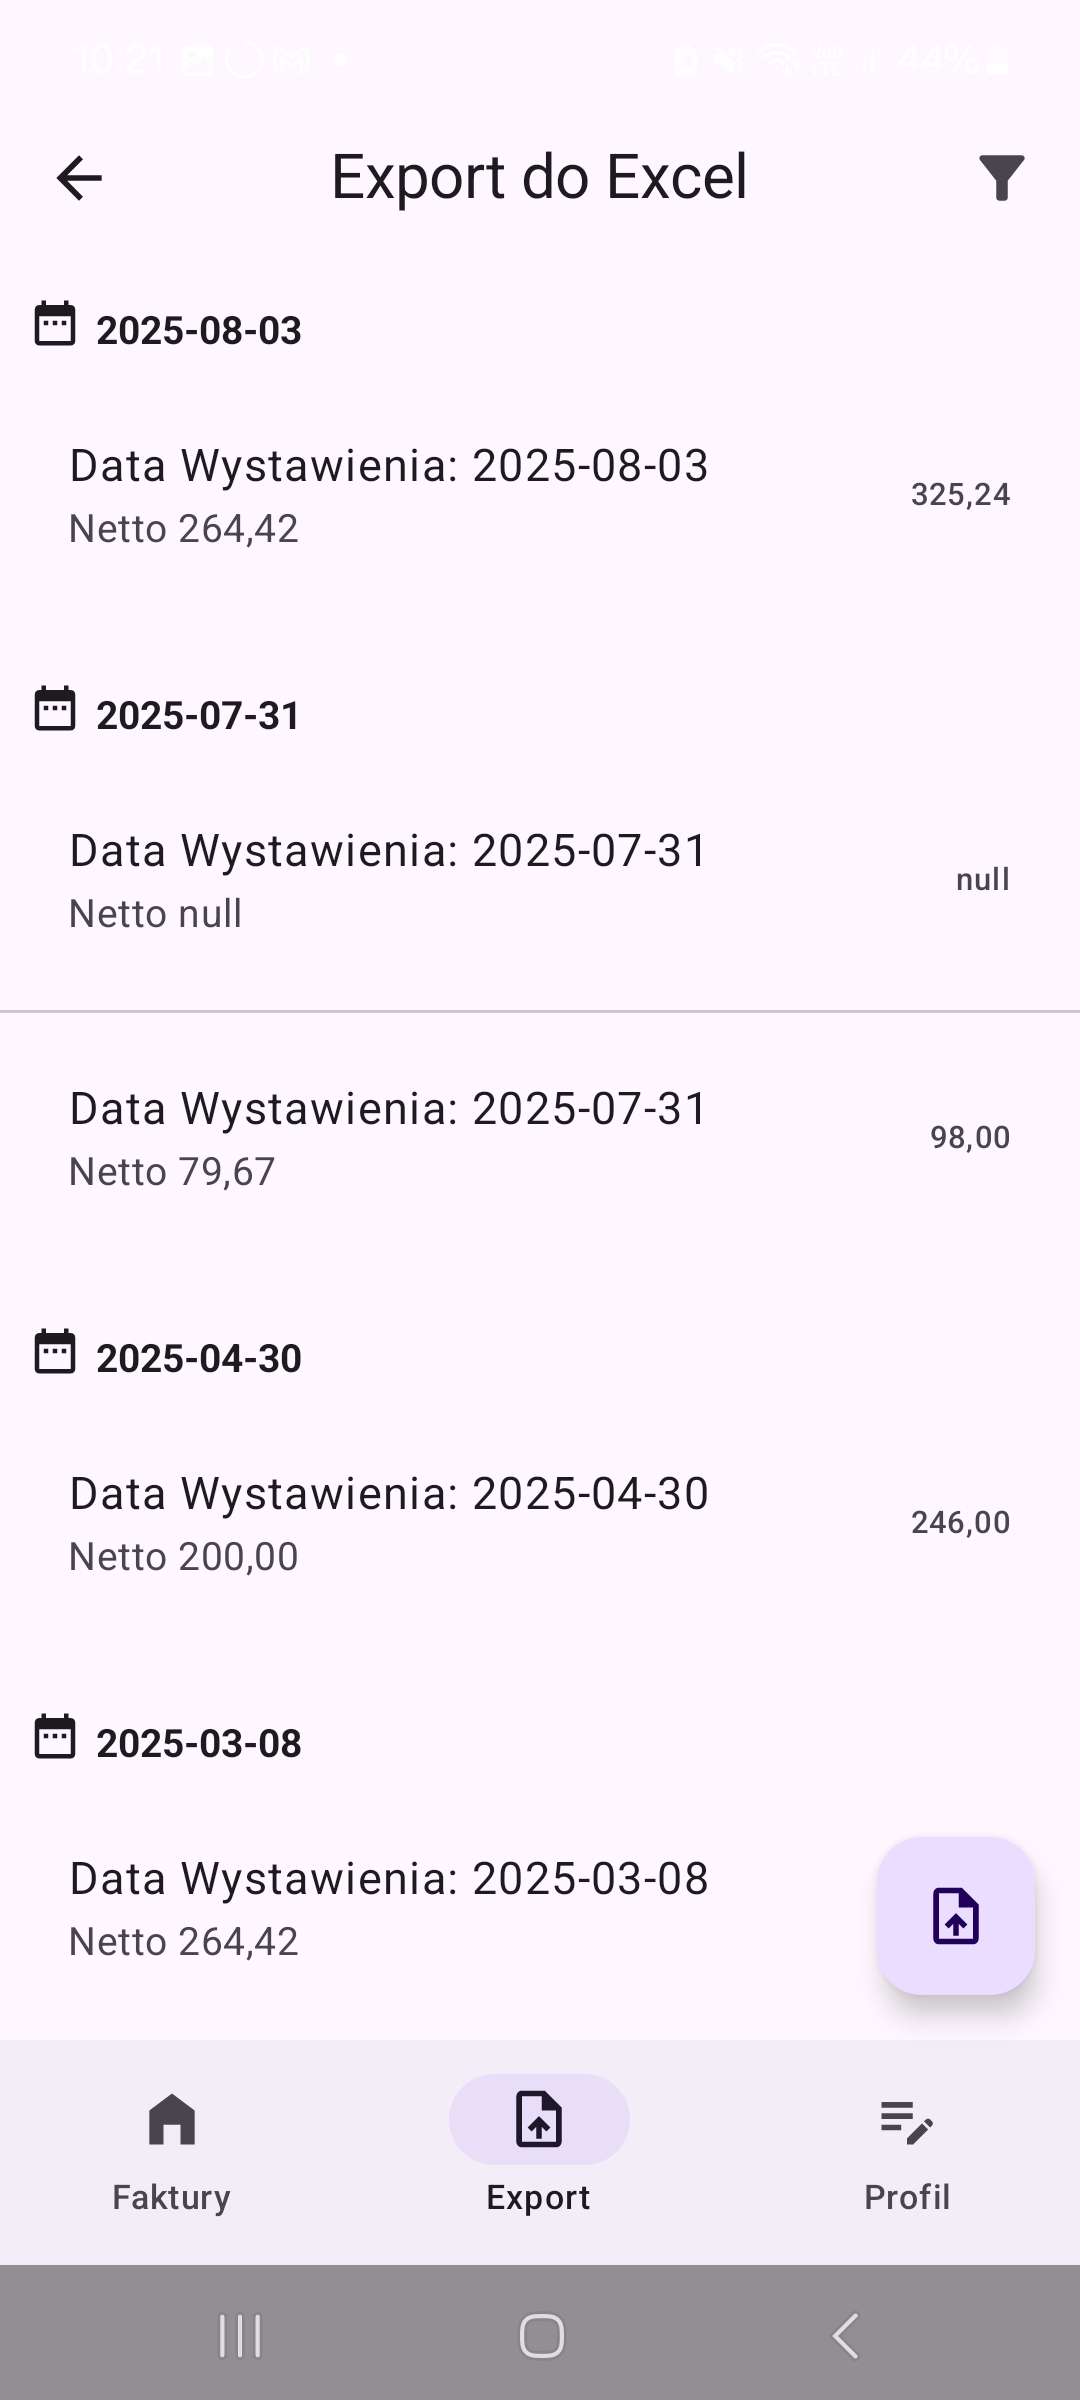 10:21 44%
Export do Excel
2025-08-03
Data Wystawienia: 2025-08-03
Netto 264,42
325,24
2025-07-31
Data Wystawienia: 2025-07-31
Netto null
null
Data Wystawienia: 2025-07-31
Netto 79,67
98,00
2025-04-30
Data Wystawienia: 2025-04-30
Netto 200,00
246,00
2025-03-08
Data Wystawienia: 2025-03-08
Netto 264,42
Faktury
Export
Profil